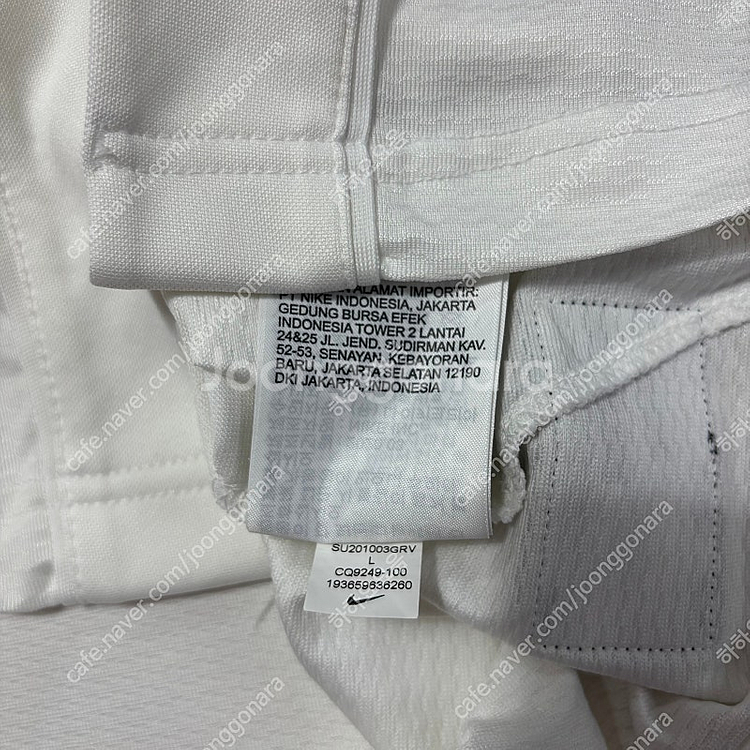 DAN ALAMAT IMPORTIR:
PT NIKE INDONESIA, JAKARTA
GEDUNG BURSA EFEK
INDONESIA TOWER 2 LANTAI
24&25 JL. JEND. SUDIRMAN KAV.
52-53, SENAYAN, KEBAYORAN
BARU, JAKARTA SELATAN 12190
DKI JAKARTA, INDONESIA
SU201003GRV
L
CQ9249-100
193659636260
joonggonara
cafe.naver.com/joonggonara